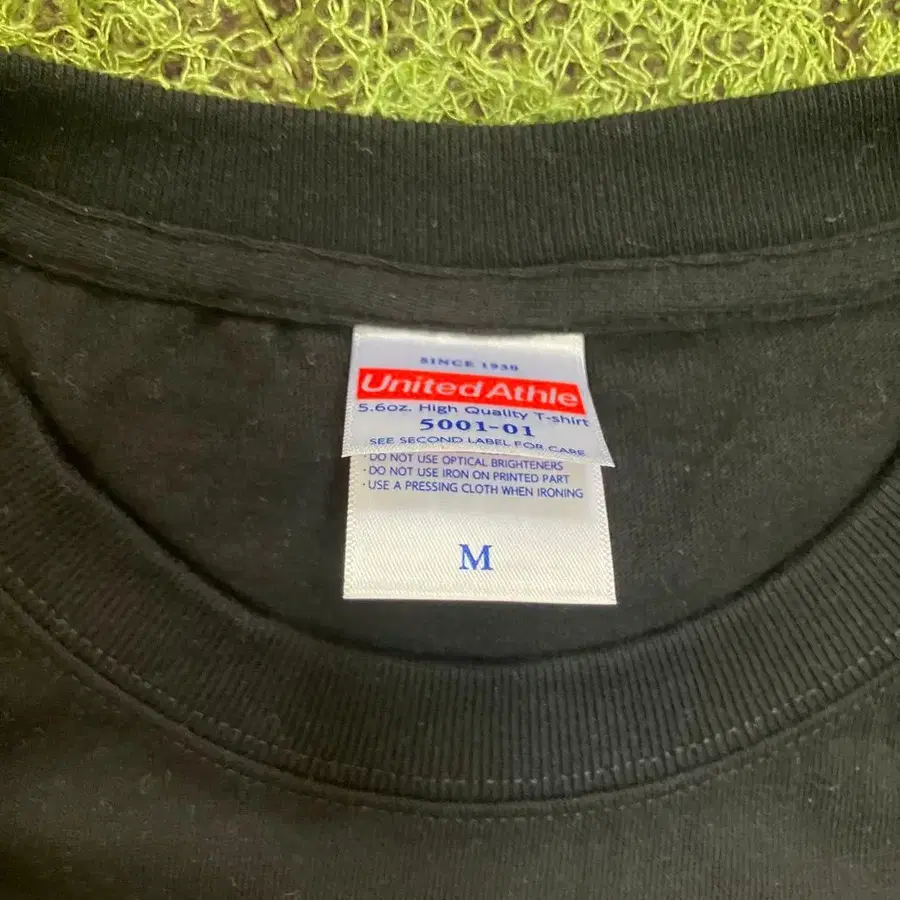 SINCE 1930
United Athle
5.6oz. High Quality T-shirt
5001-01
SEE SECOND LABEL FOR CARE
· DO NOT USE OPTICAL BRIGHTENERS
· DO NOT USE IRON ON PRINTED PART
· USE A PRESSING CLOTH WHEN IRONING
M